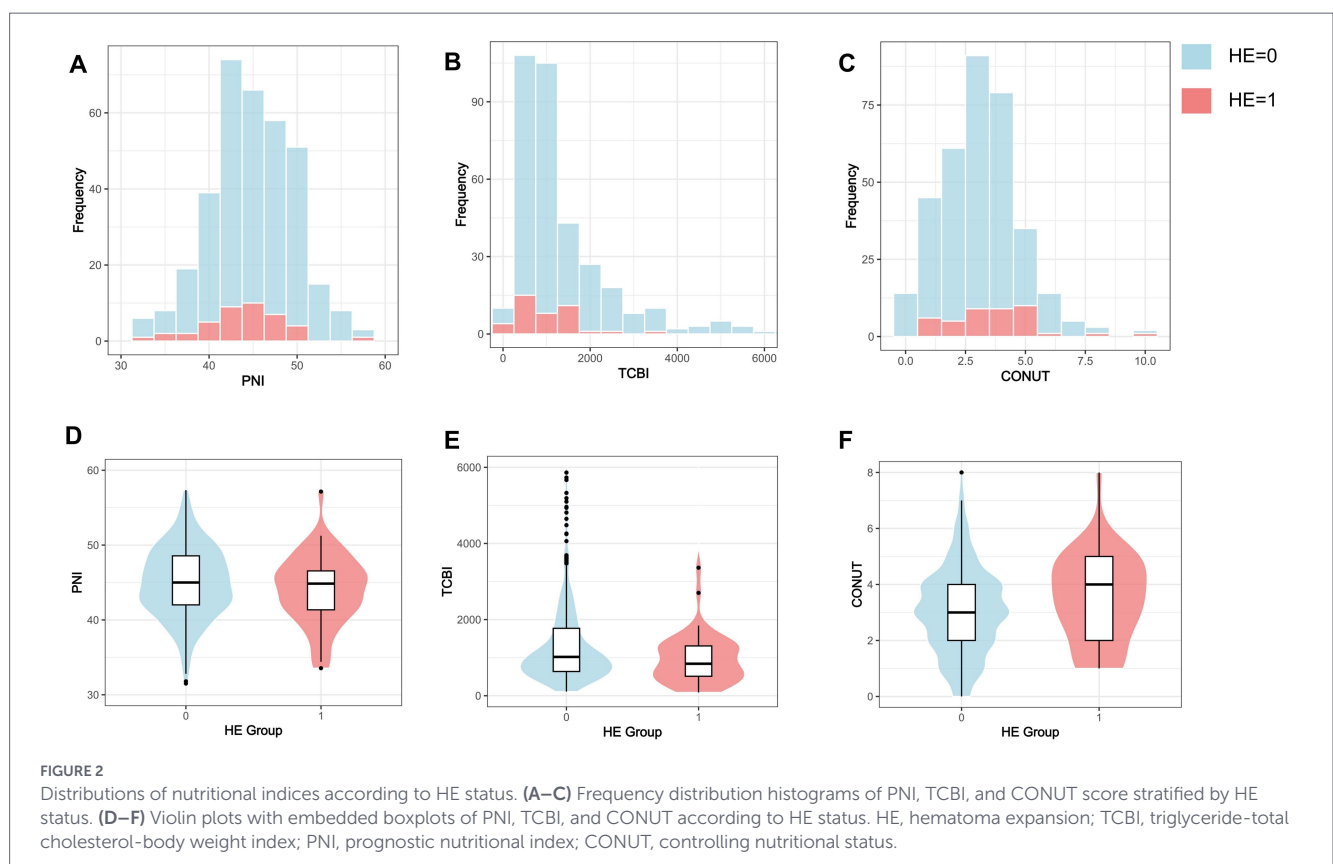 A
60
40
20
0
Frequency
30
40
50
60
PNI
B
90
60
30
0
Frequency
0
2000
4000
6000
TCBI
C
75
50
25
0
Frequency
0.0
2.5
5.0
7.5
10.0
CONUT
HE=0
HE=1
D
60
50
40
30
PNI
0
1
HE Group
E
6000
4000
2000
0
TCBI
0
1
HE Group
F
8
6
4
2
0
CONUT
0
1
HE Group
FIGURE 2
Distributions of nutritional indices according to HE status. (A–C) Frequency distribution histograms of PNI, TCBI, and CONUT score stratified by HE
status. (D–F) Violin plots with embedded boxplots of PNI, TCBI, and CONUT according to HE status. HE, hematoma expansion; TCBI, triglyceride-total
cholesterol-body weight index; PNI, prognostic nutritional index; CONUT, controlling nutritional status.